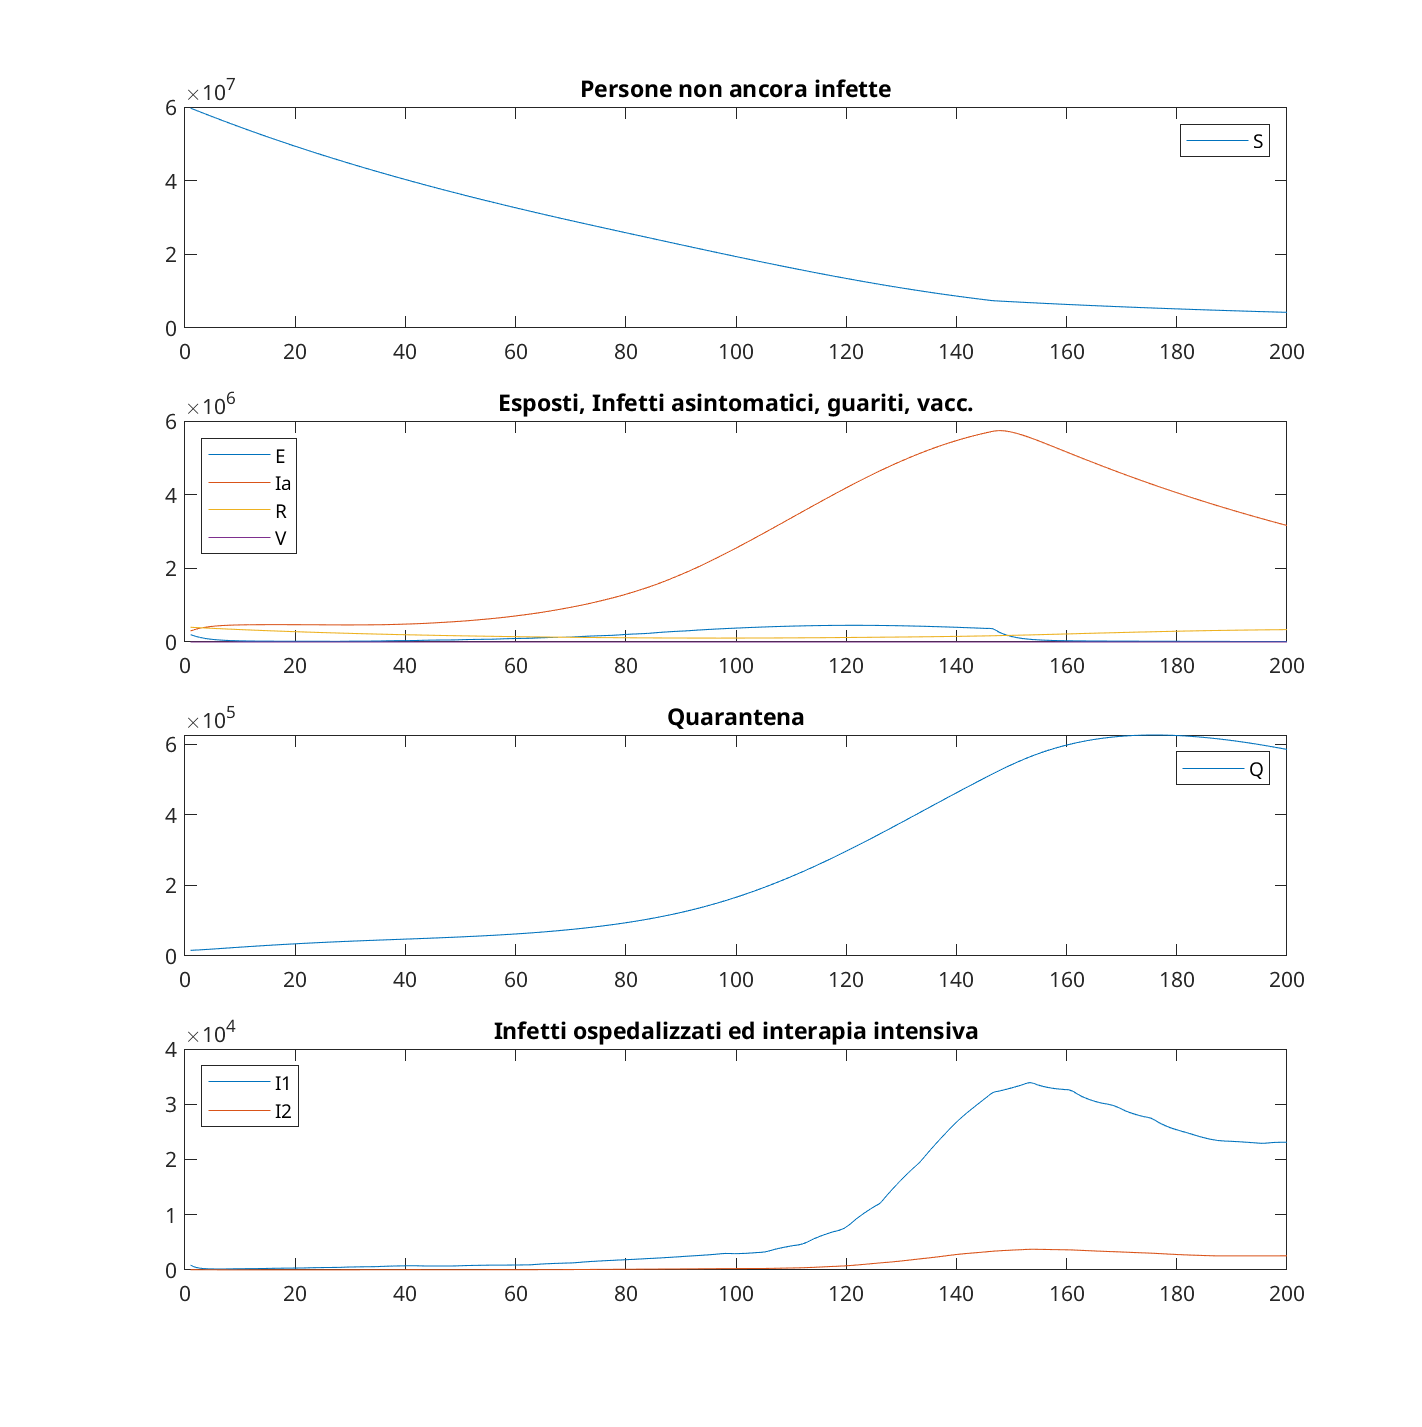 Persone non ancora infette
×10^7
6
4
2
0
0 20 40 60 80 100 120 140 160 180 200
S
Esposti, Infetti asintomatici, guariti, vacc.
×10^6
6
4
2
0
0 20 40 60 80 100 120 140 160 180 200
E
Ia
R
V
Quarantena
×10^5
6
4
2
0
0 20 40 60 80 100 120 140 160 180 200
Q
Infetti ospedalizzati ed interapia intensiva
×10^4
4
3
2
1
0
0 20 40 60 80 100 120 140 160 180 200
I1
I2